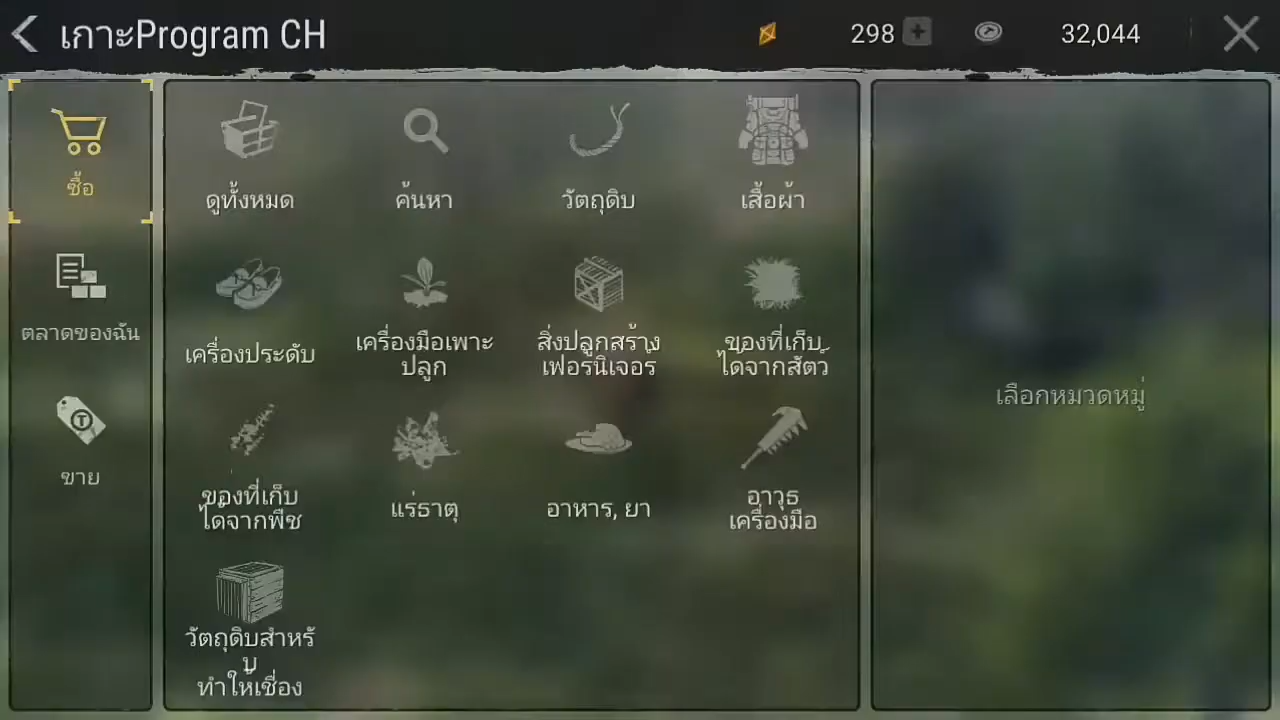 เกาะProgram CH
298
32,044
ซื้อ
ตลาดของฉัน
ขาย
ดูทั้งหมด
ค้นหา
วัตถุดิบ
เสื้อผ้า
เครื่องประดับ
เครื่องมือเพาะ
ปลูก
สิ่งปลูกสร้าง
เฟอร์นิเจอร์
ของที่เก็บ
ได้จากสัตว์
ของที่เก็บ
ได้จากพืช
แร่ธาตุ
อาหาร, ยา
อาวุธ
เครื่องมือ
วัตถุดิบสำหรั
บ
ทำให้เชื่อง
เลือกหมวดหมู่